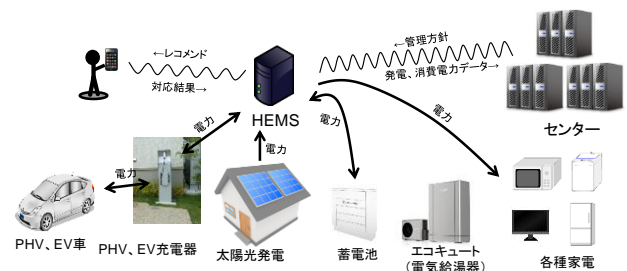 ←レコメンド
対応結果→
←管理方針
発電、消費電力データ→
HEMS
センター
電力
電力
電力
電力
電力
PHV、EV車
PHV、EV充電器
太陽光発電
蓄電池
エコキュート
(電気給湯器)
各種家電